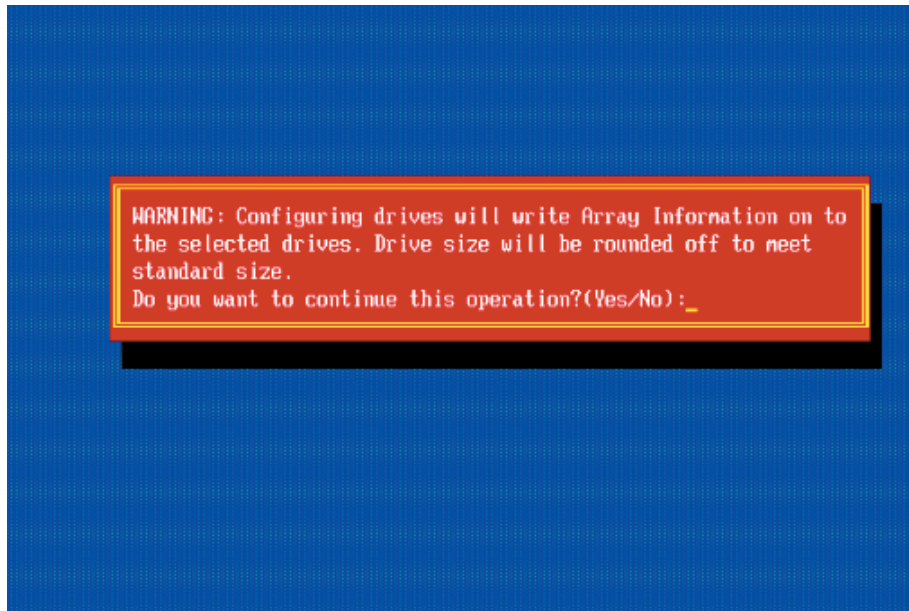 WARNING: Configuring drives will write Array Information on to
the selected drives. Drive size will be rounded off to meet
standard size.
Do you want to continue this operation?(Yes/No):_